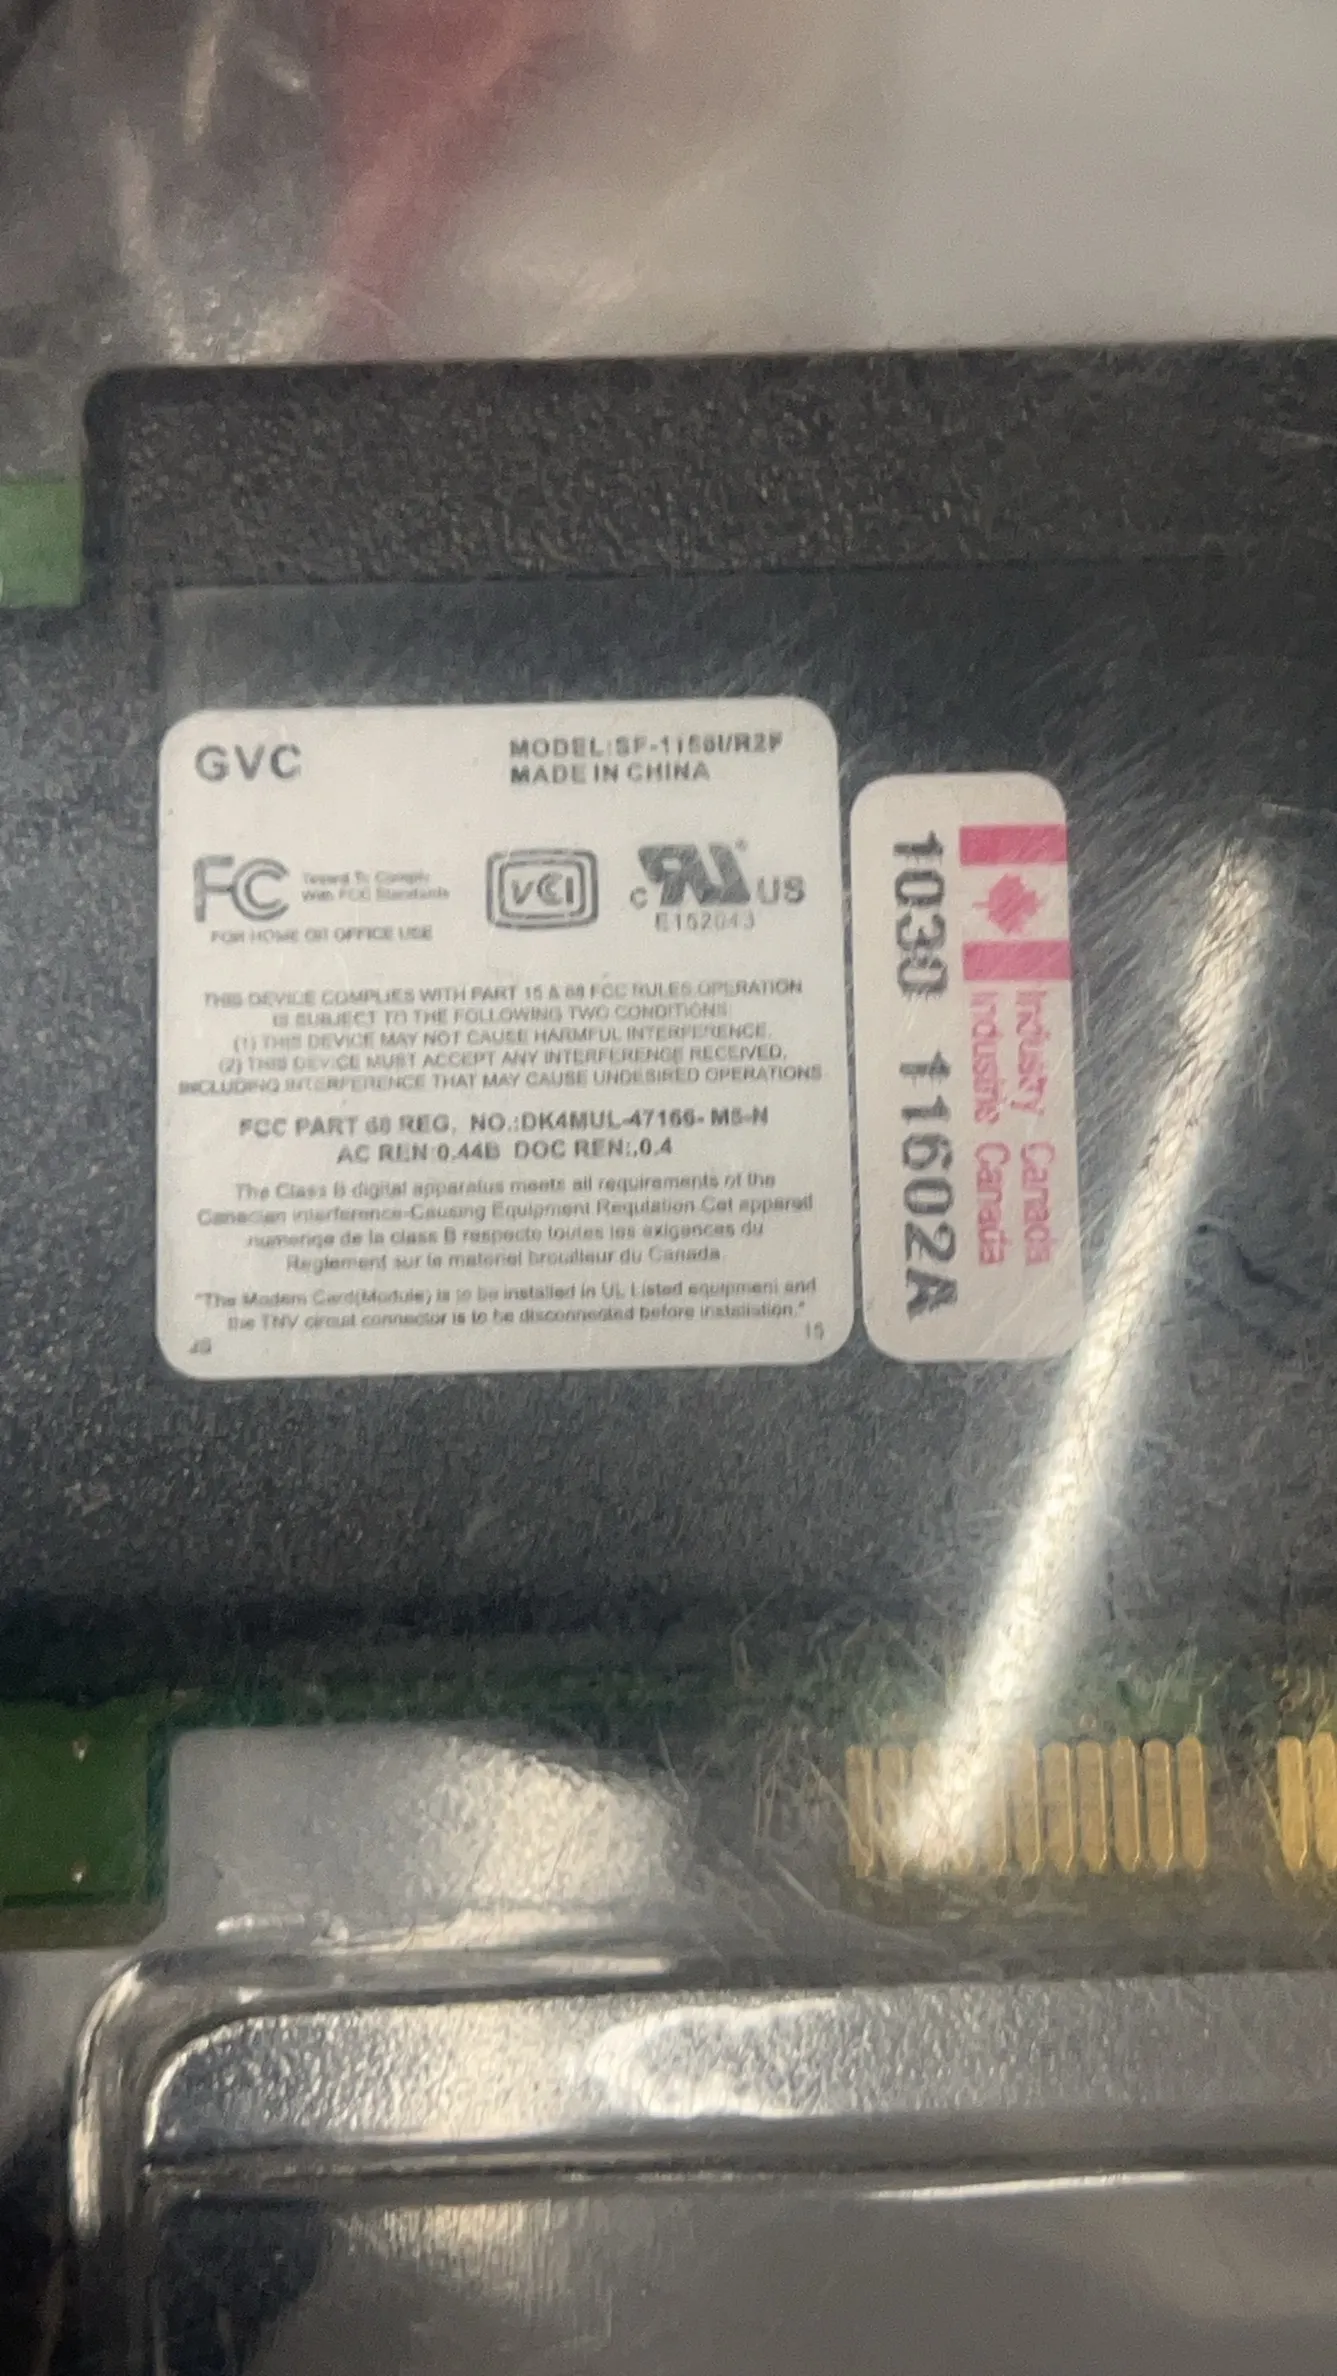 GVC
MODEL:SF-1156I/R2F
MADE IN CHINA
FC Tested To Comply
With FCC Standards
FOR HOME OR OFFICE USE
VCI
c RU US
E152043
THIS DEVICE COMPLIES WITH PART 15 & 68 FCC RULES.OPERATION
IS SUBJECT TO THE FOLLOWING TWO CONDITIONS:
(1) THIS DEVICE MAY NOT CAUSE HARMFUL INTERFERENCE,
(2) THIS DEVICE MUST ACCEPT ANY INTERFERENCE RECEIVED,
INCLUDING INTERFERENCE THAT MAY CAUSE UNDESIRED OPERATIONS
FCC PART 68 REG. NO.:DK4MUL-47166-M5-N
AC REN:0.44B DOC REN:.0.4
The Class B digital apparatus meets all requirements of the
Canadian interference-Causing Equipment Regulation Cet appareil
numerique de la class B respecte toutes les exigences du
Reglement sur le materiel brouilleur du Canada
"The Modem Card(Module) is to be installed in UL Listed equipment and
the TNV circuit connector is to be disconnected before installation."
15
Industry Canada
Industrie Canada
1030 11602A